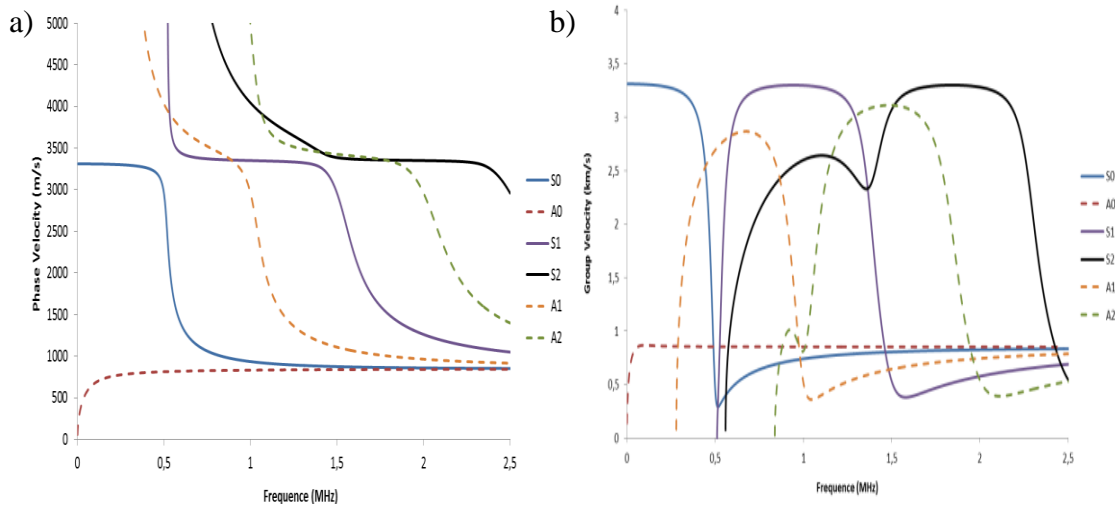 a)
Phase Velocity (m/s)
5000
4500
4000
3500
3000
2500
2000
1500
1000
500
0
0
0,5
1
1,5
2
2,5
Frequence (MHz)
S0
A0
S1
S2
A1
A2
b)
Group Velocity (km/s)
4
3,5
3
2,5
2
1,5
1
0,5
0
0
0,5
1
1,5
2
2,5
Frequence (MHz)
S0
A0
S1
S2
A1
A2